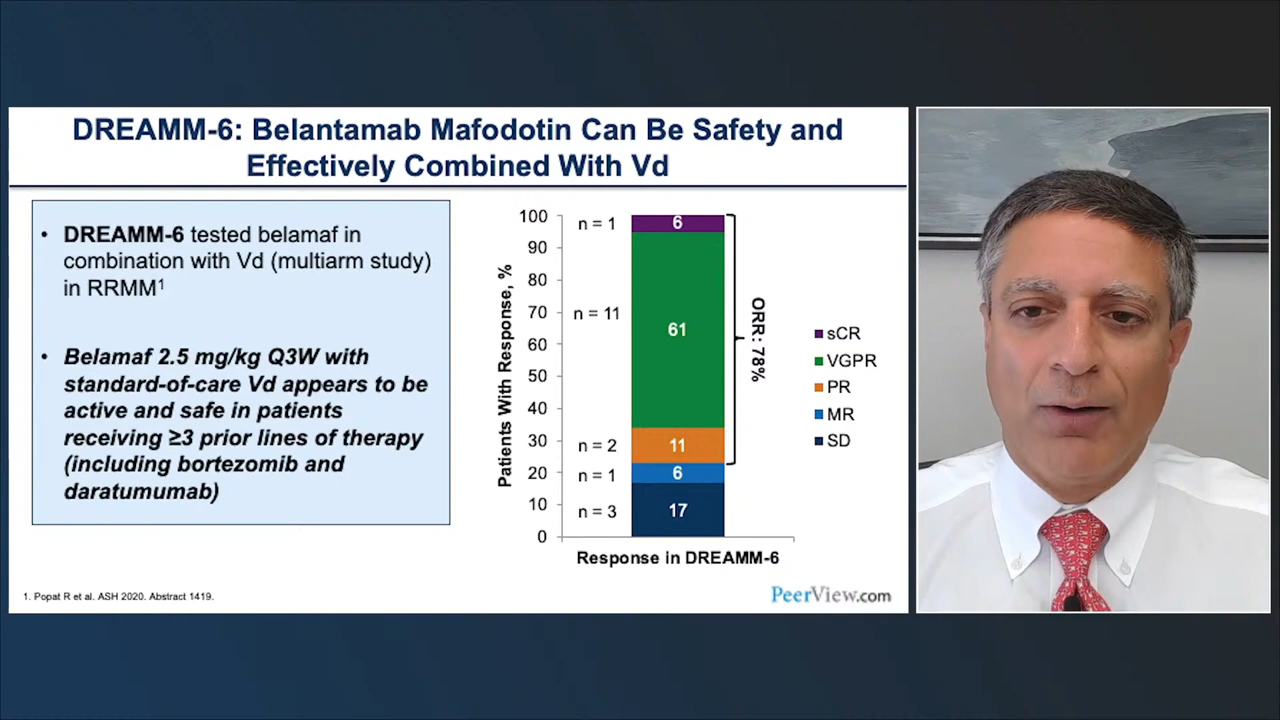 DREAMM-6: Belantamab Mafodotin Can Be Safety and
Effectively Combined With Vd
• DREAMM-6 tested belamaf in
combination with Vd (multiarm study)
in RRMM¹
• Belamaf 2.5 mg/kg Q3W with
standard-of-care Vd appears to be
active and safe in patients
receiving ≥3 prior lines of therapy
(including bortezomib and
daratumumab)
Patients With Response, %
100
90
80
70
60
50
40
30
20
10
0
n = 1
n = 11
n = 2
n = 1
n = 3
6
61
11
6
17
ORR: 78%
sCR
VGPR
PR
MR
SD
Response in DREAMM-6
1. Popat R et al. ASH 2020. Abstract 1419.
PeerView.com